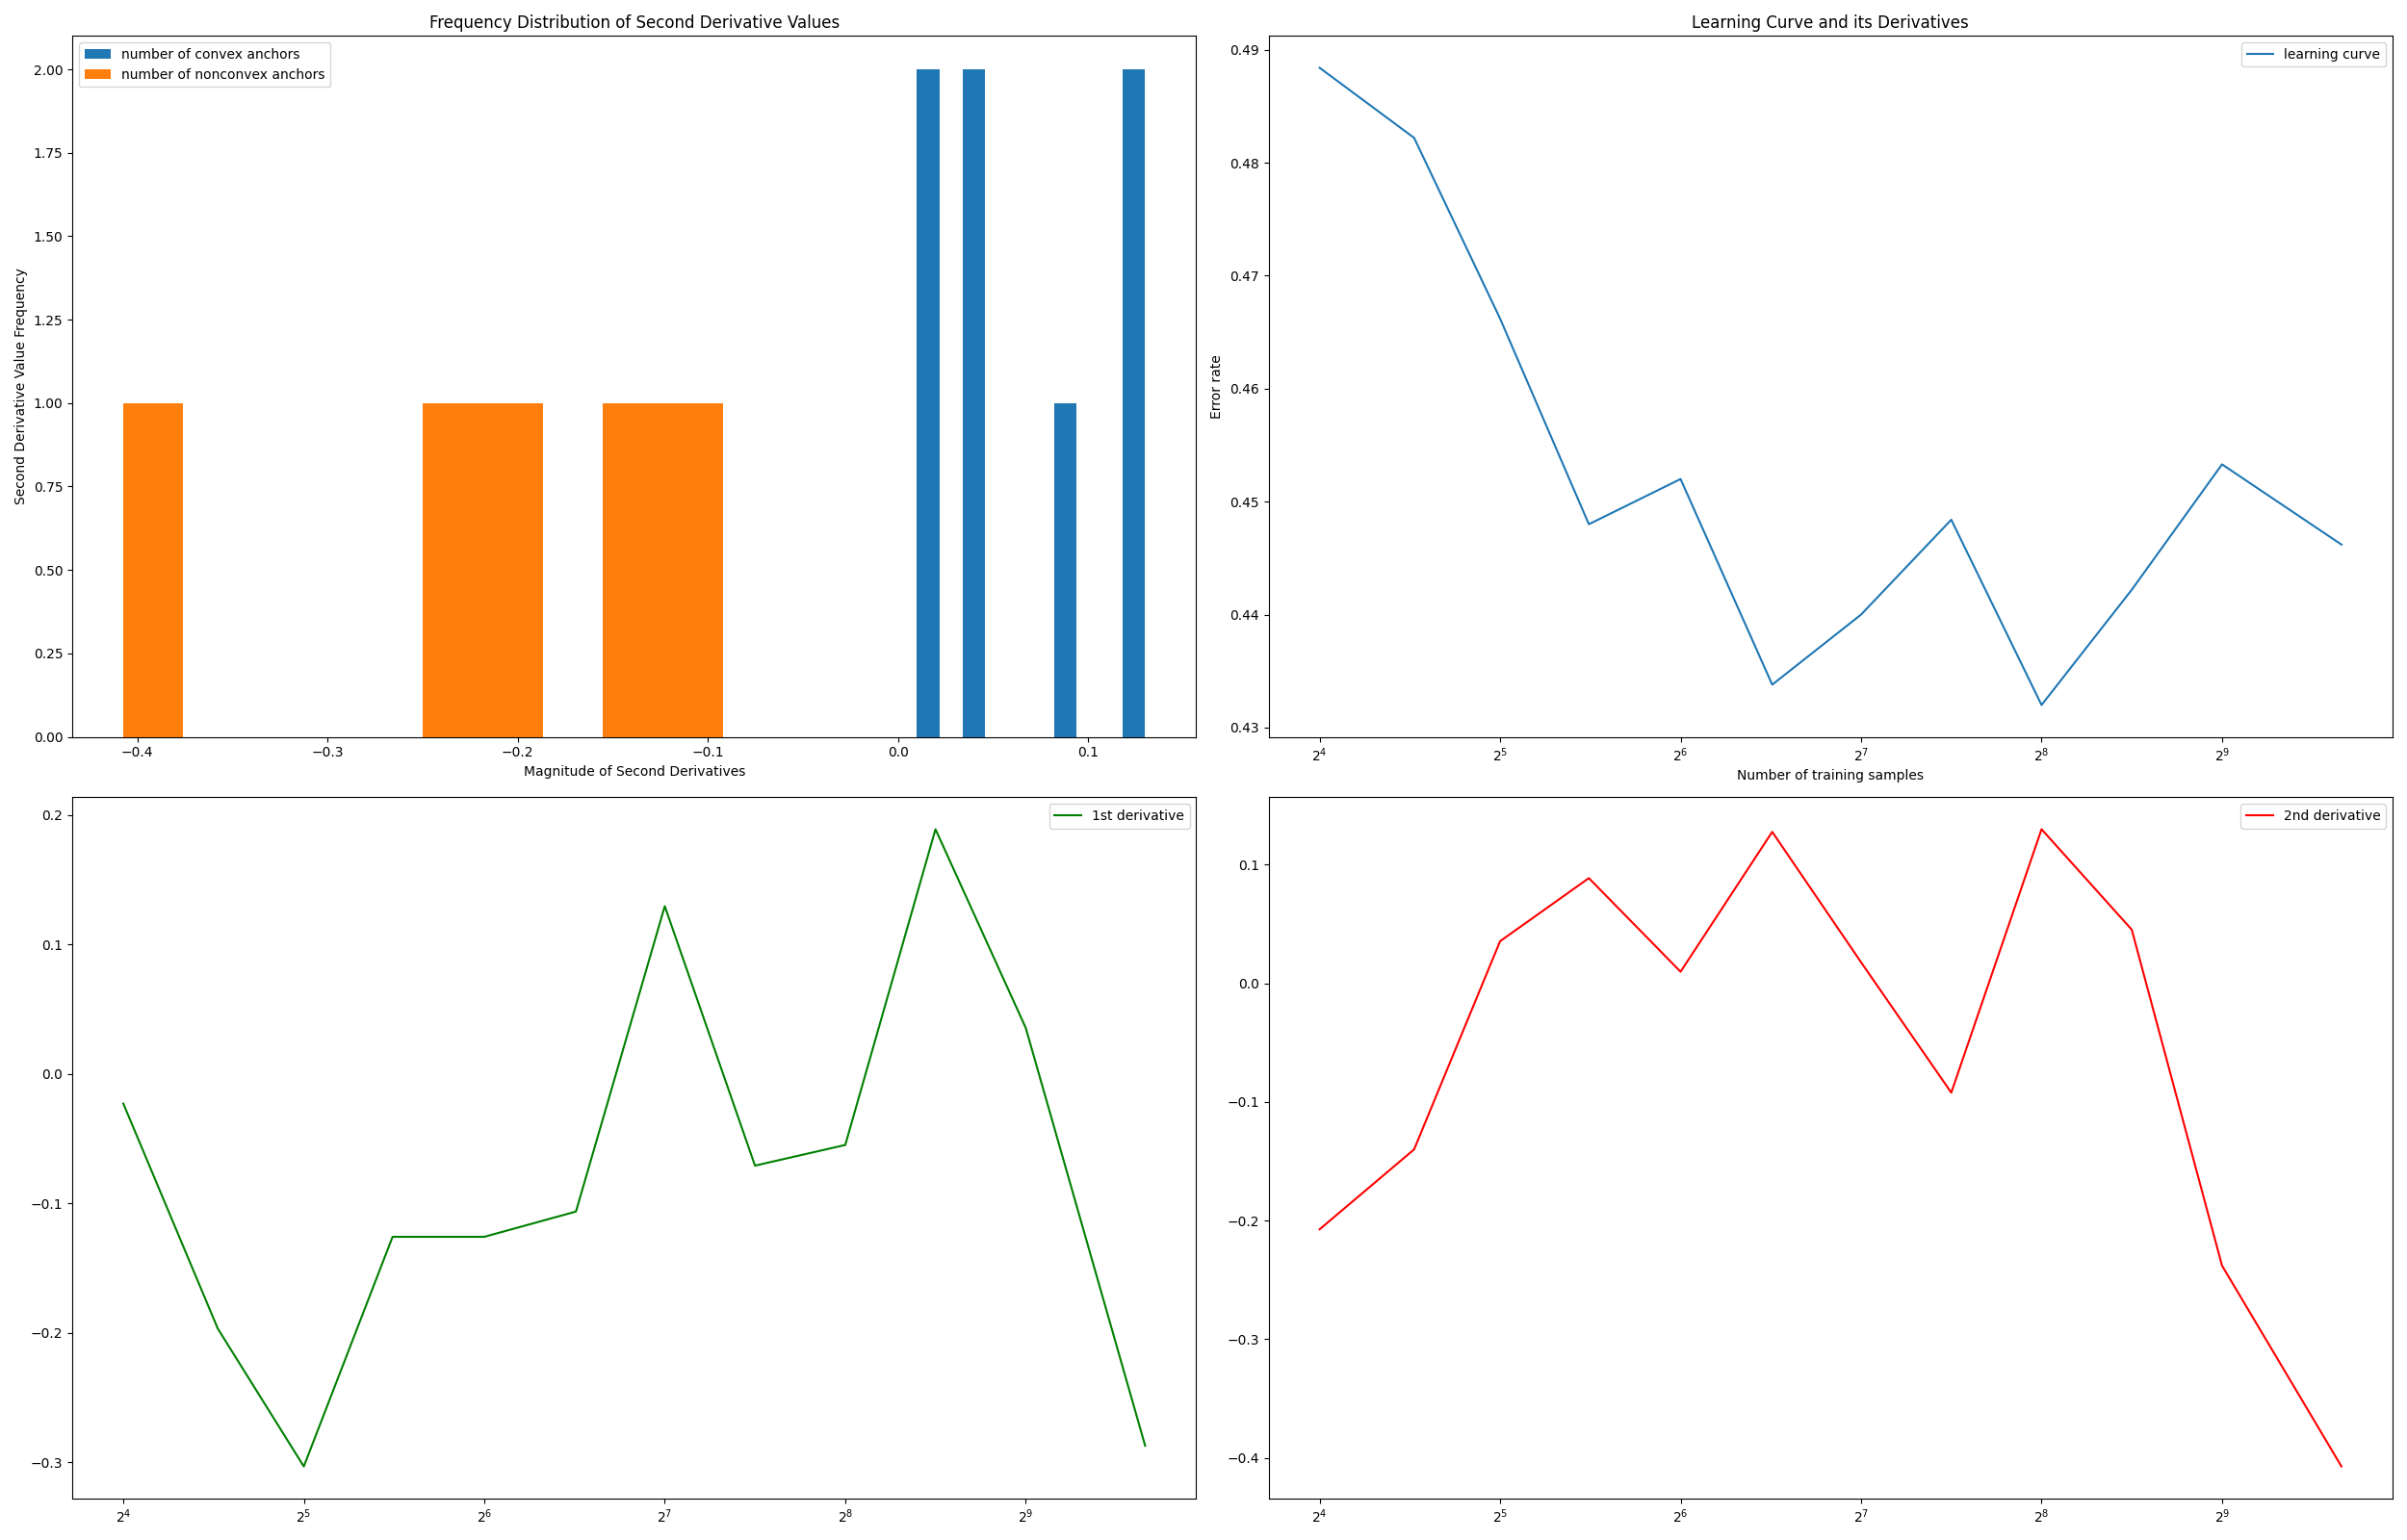 Frequency Distribution of Second Derivative Values
number of convex anchors
number of nonconvex anchors
Second Derivative Value Frequency
2.00
1.75
1.50
1.25
1.00
0.75
0.50
0.25
0.00
−0.4 −0.3 −0.2 −0.1 0.0 0.1
Magnitude of Second Derivatives
Learning Curve and its Derivatives
learning curve
Error rate
0.49
0.48
0.47
0.46
0.45
0.44
0.43
2⁴ 2⁵ 2⁶ 2⁷ 2⁸ 2⁹
Number of training samples
1st derivative
0.2
0.1
0.0
−0.1
−0.2
−0.3
2⁴ 2⁵ 2⁶ 2⁷ 2⁸ 2⁹
2nd derivative
0.1
0.0
−0.1
−0.2
−0.3
−0.4
2⁴ 2⁵ 2⁶ 2⁷ 2⁸ 2⁹